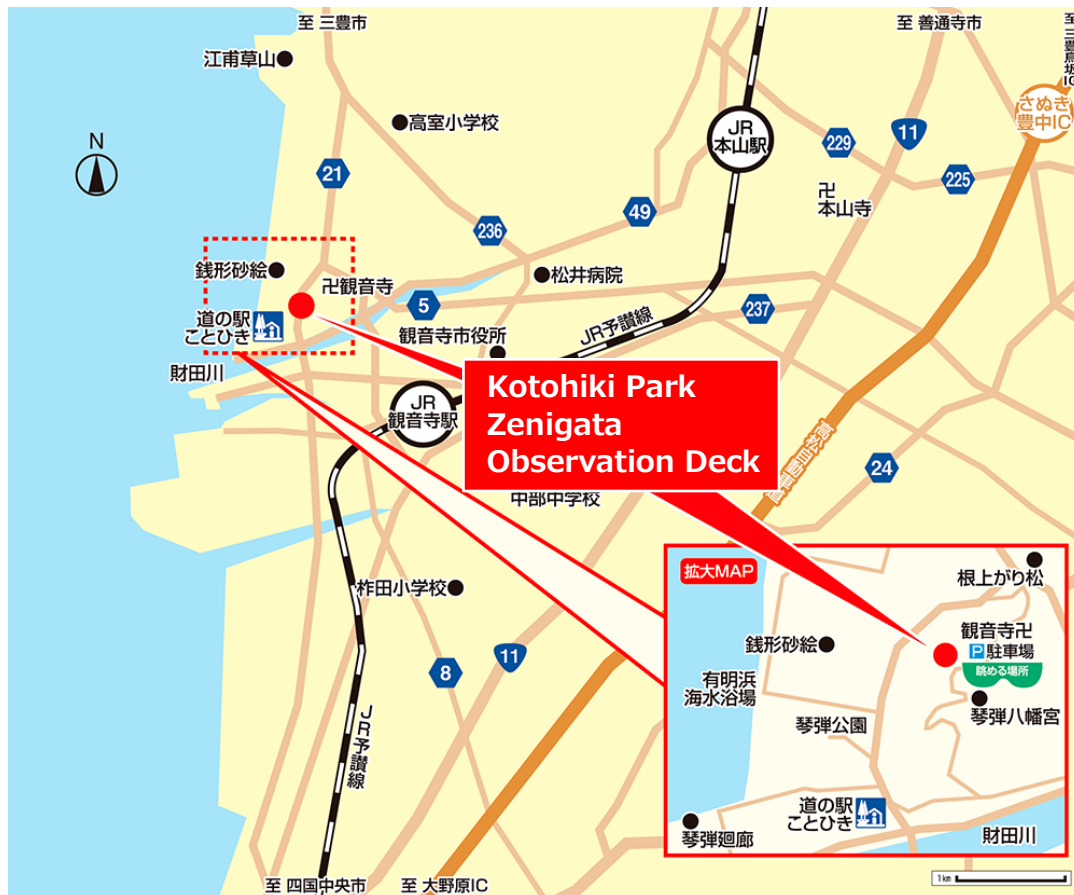 至 三豊市
至 善通寺市
至 三豊鳥坂IC
江甫草山
さぬき
豊中IC
高室小学校
JR
本山駅
11
229
N
21
225
卍
本山寺
49
236
銭形砂絵
松井病院
卍観音寺
5
237
道の駅
ことひき
観音寺市役所
JR予讃線
財田川
Kotohiki Park
Zenigata
Observation Deck
JR
観音寺駅
高松自動車道
24
中部中学校
拡大MAP
根上がり松
柞田小学校
銭形砂絵
観音寺卍
P駐車場
眺める場所
11
8
有明浜
海水浴場
琴弾八幡宮
琴弾公園
JR予讃線
道の駅
ことひき
琴弾廻廊
財田川
至 四国中央市
至 大野原IC
1km